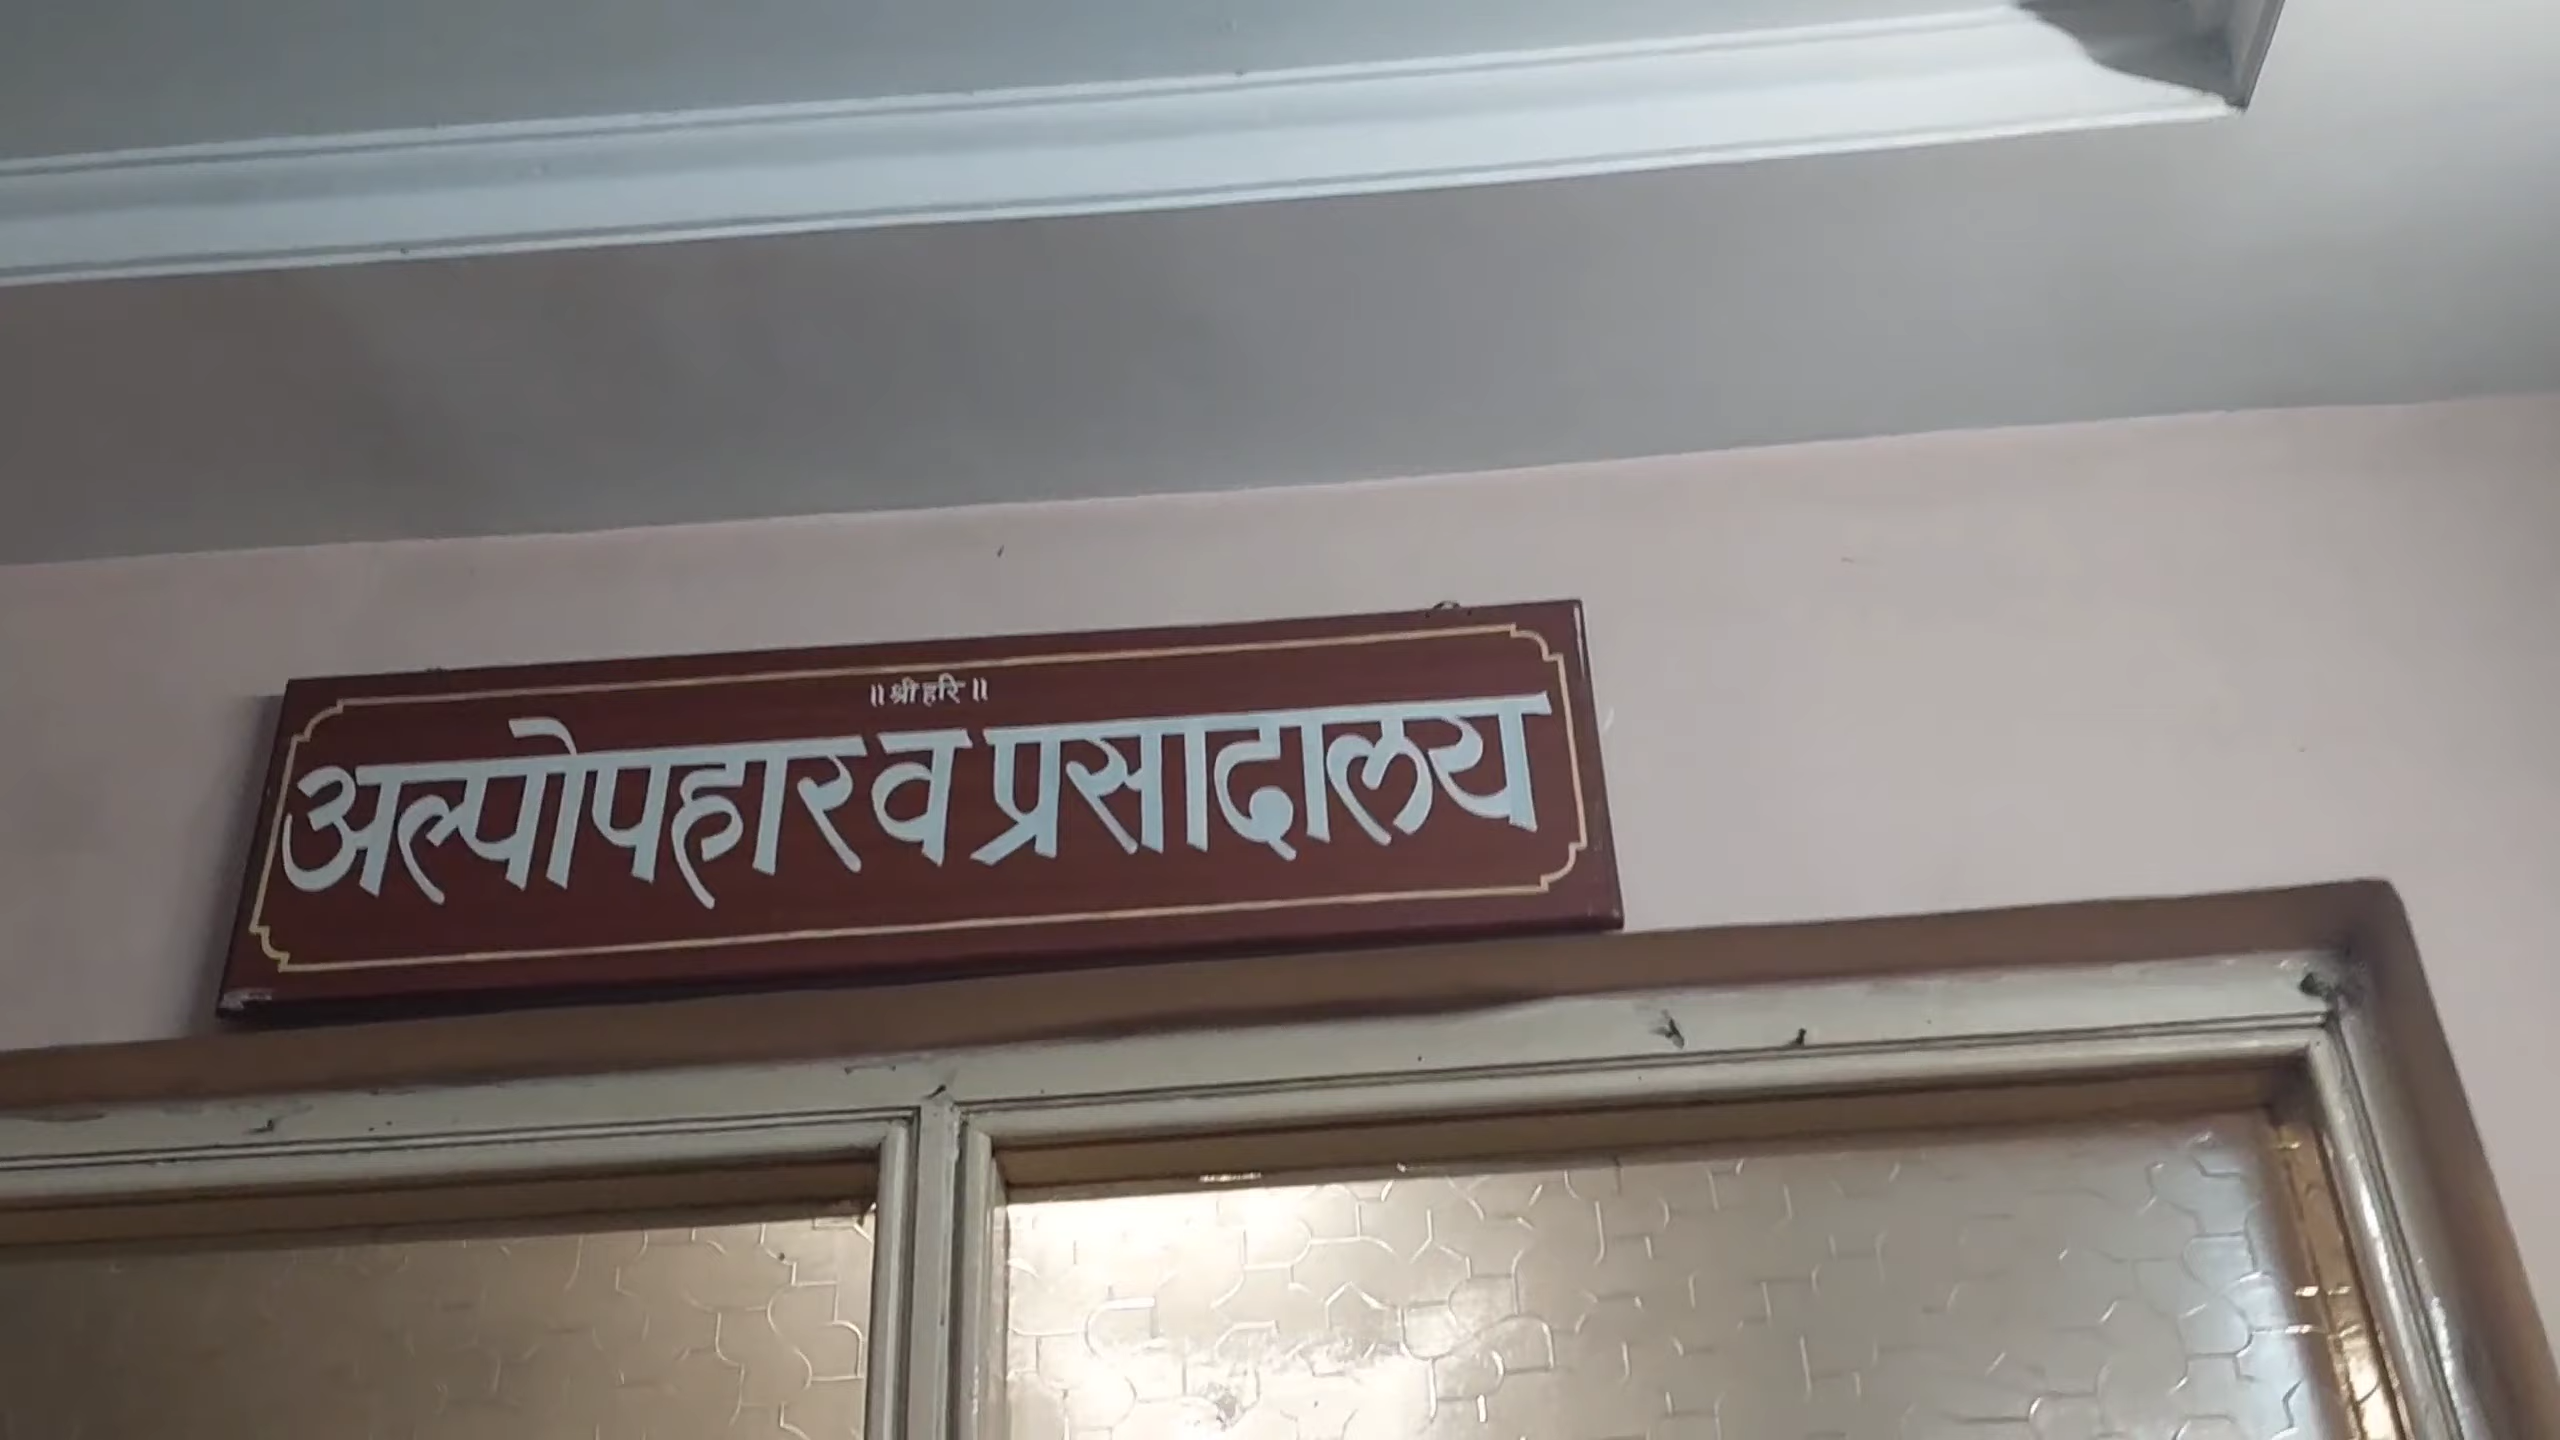 ॥ श्री हरि ॥
अल्पोपहार व प्रसादालय